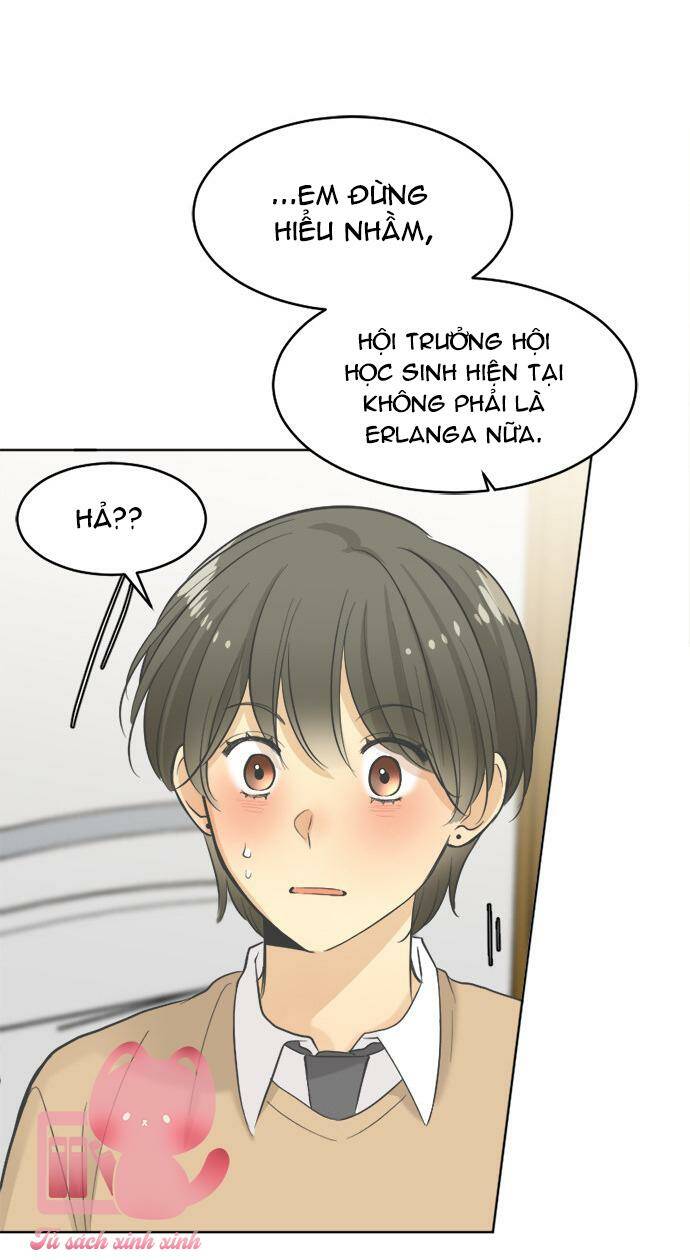 ...EM ĐỪNG
HIỂU NHẦM,
HỘI TRƯỞNG HỘI
HỌC SINH HIỆN TẠI
KHÔNG PHẢI LÀ
ERLANGA NỮA.
HẢ??
Tủ sách xinh xinh